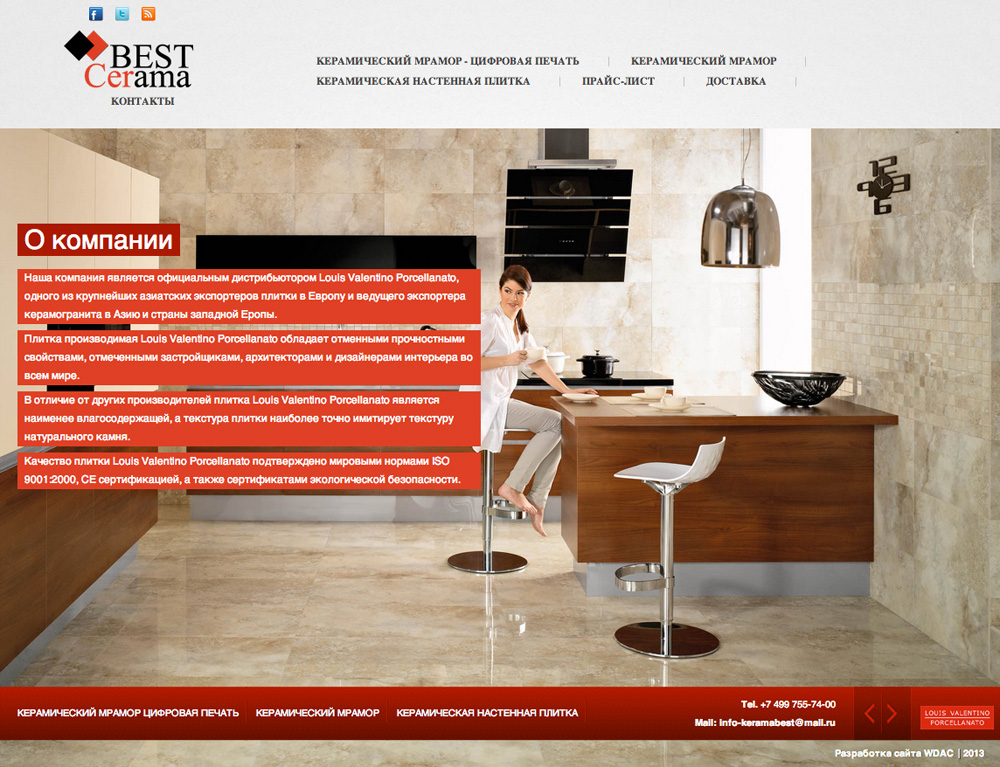 BEST
Cerama
КОНТАКТЫ
КЕРАМИЧЕСКИЙ МРАМОР - ЦИФРОВАЯ ПЕЧАТЬ
КЕРАМИЧЕСКИЙ МРАМОР
КЕРАМИЧЕСКАЯ НАСТЕННАЯ ПЛИТКА
ПРАЙС-ЛИСТ
ДОСТАВКА
О компании
Наша компания является официальным дистрибьютором Louis Valentino Porcellanato,
одного из крупнейших азиатских экспортеров плитки в Европу и ведущего экспортера
керамогранита в Азию и страны западной Еропы.
Плитка производимая Louis Valentino Porcellanato обладает отменными прочностными
свойствами, отмеченными застройщиками, архитекторами и дизайнерами интерьера во
всем мире.
В отличие от других производителей плитка Louis Valentino Porcellanato является
наименее влагосодержащей, а текстура плитки наиболее точно имитирует текстуру
натурального камня.
Качество плитки Louis Valentino Porcellanato подтверждено мировыми нормами ISO
9001:2000, CE сертификацией, а также сертификатами экологической безопасности.
КЕРАМИЧЕСКИЙ МРАМОР ЦИФРОВАЯ ПЕЧАТЬ
КЕРАМИЧЕСКИЙ МРАМОР
КЕРАМИЧЕСКАЯ НАСТЕННАЯ ПЛИТКА
Tel. +7 499 755-74-00
Mail: info-keramabest@mail.ru
LOUIS VALENTINO
PORCELLANATO
Разработка сайта WDAC | 2013